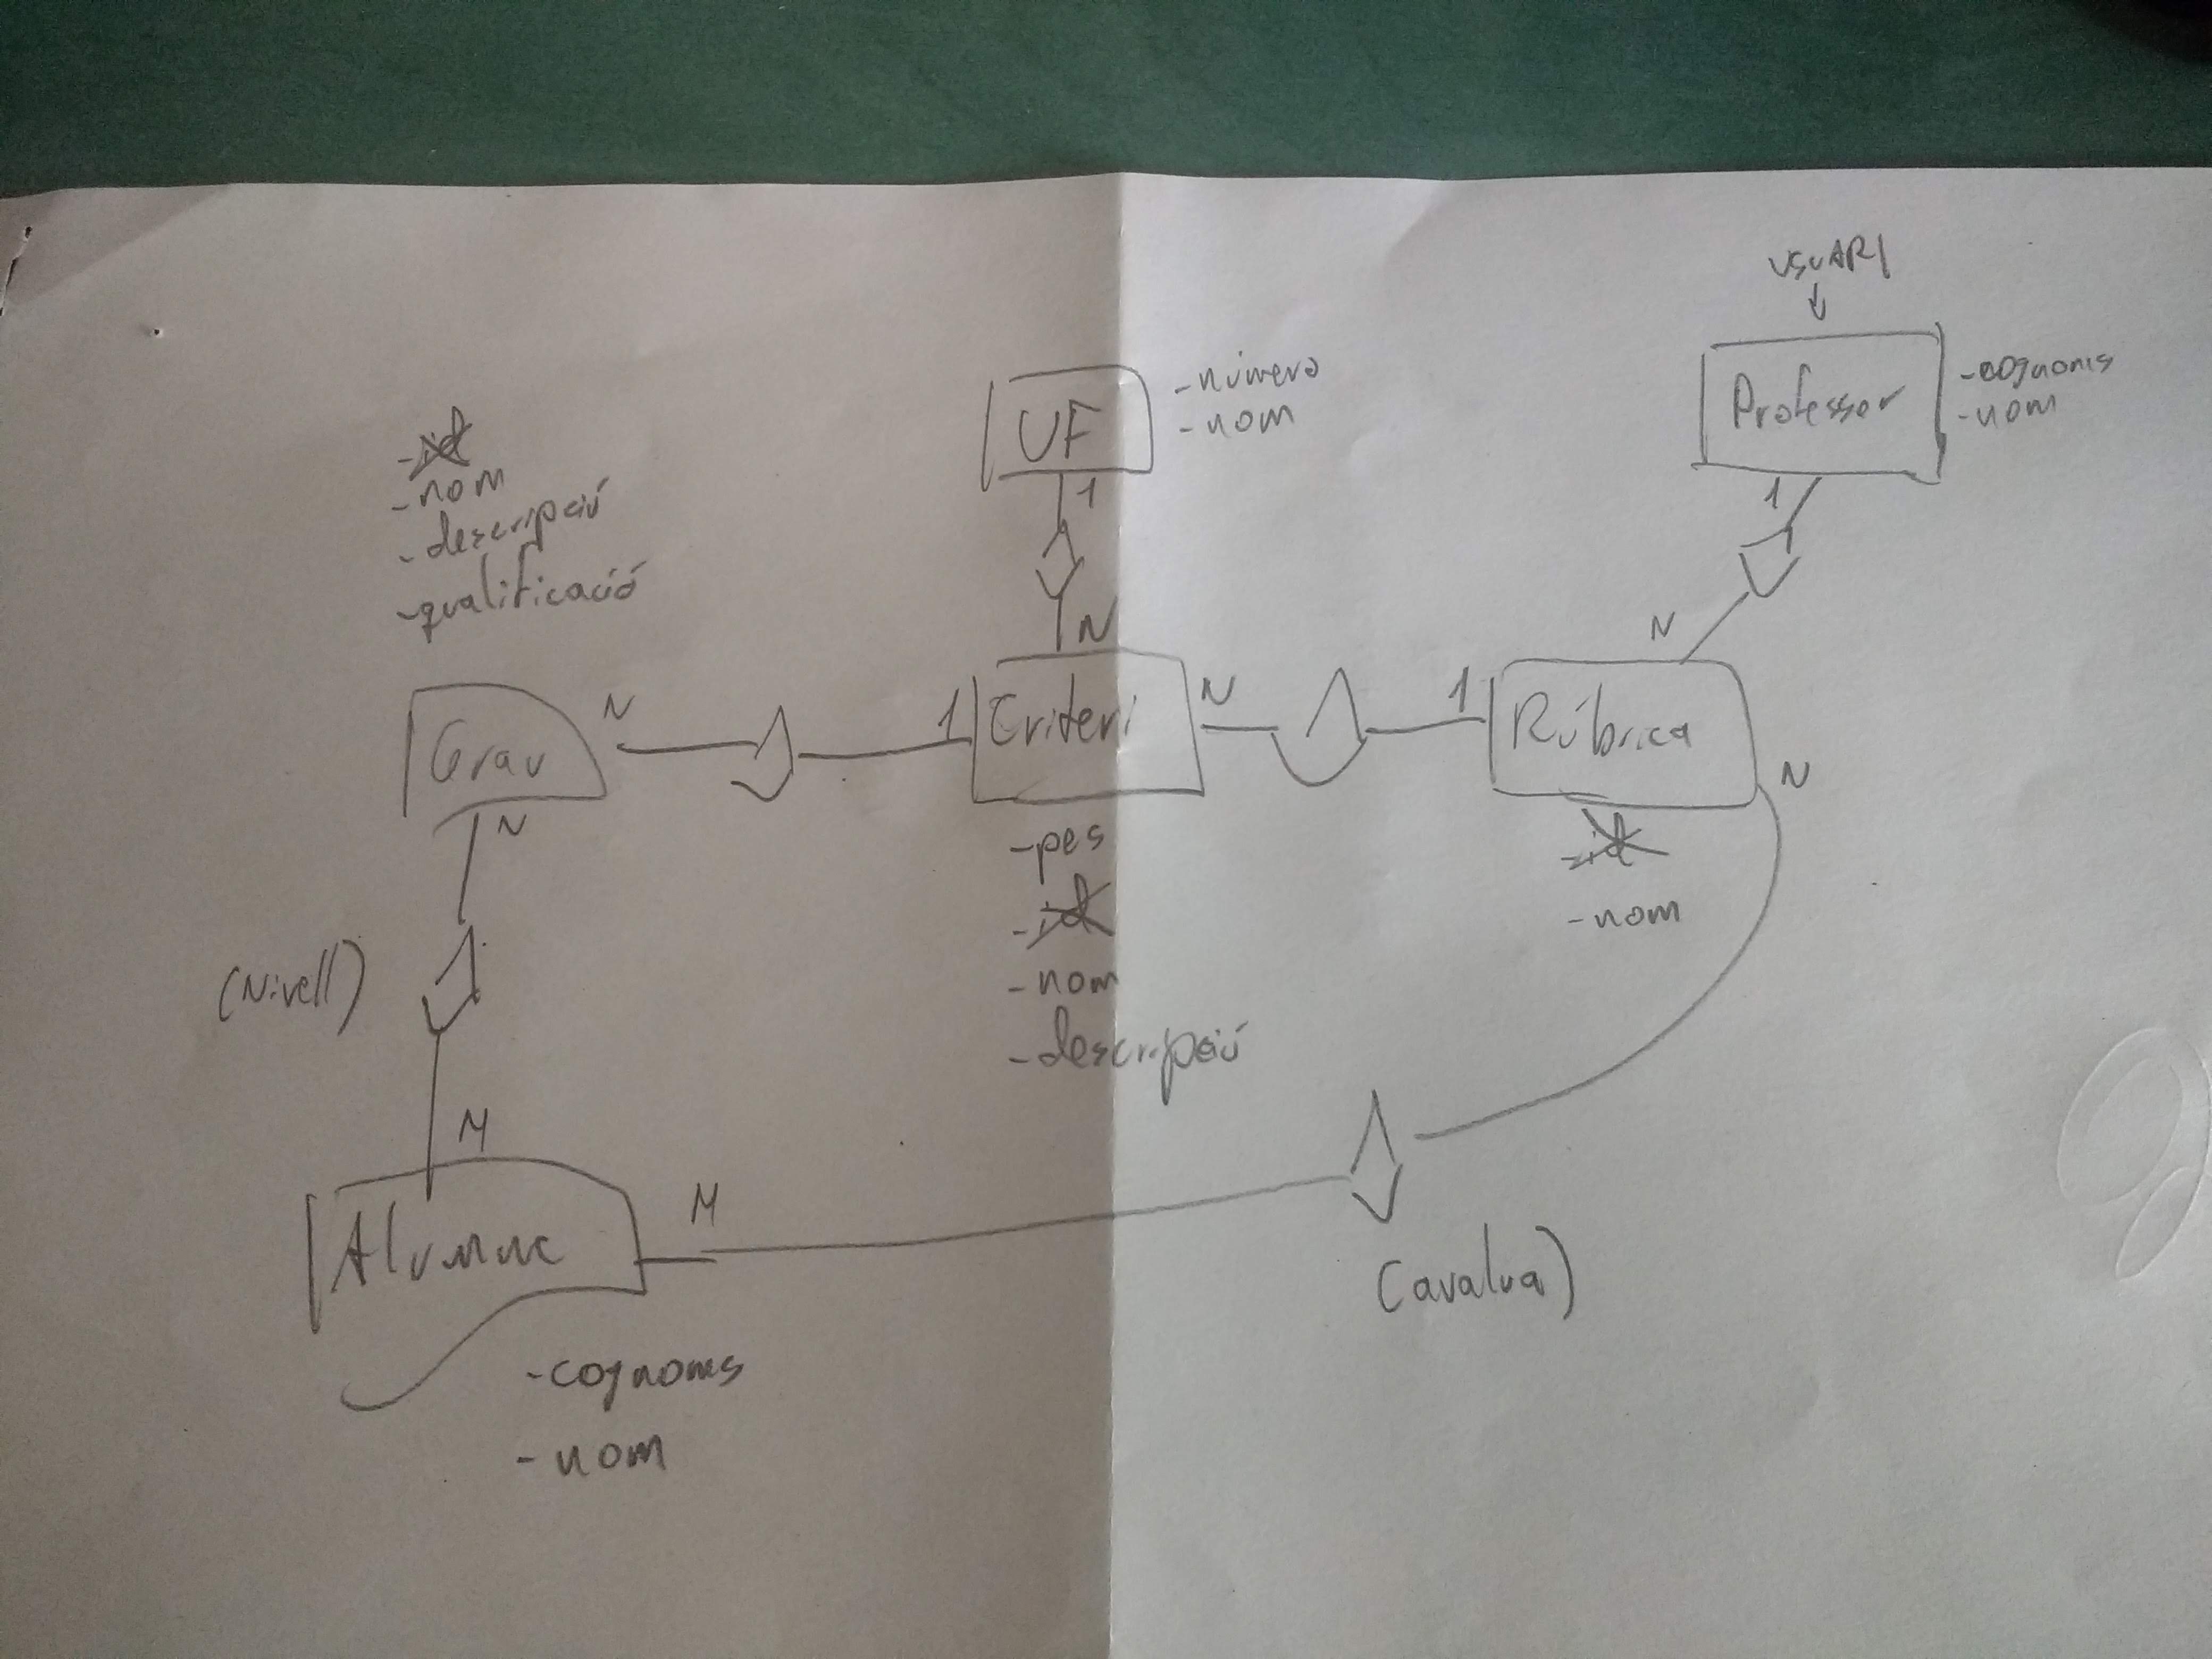 USUARI
Professor
- cognoms
- nom
1
UF
- número
- nom
1
- id
- nom
- descripció
- qualificació
N
N
Grau
N
1
Criteri
N
1
Rúbrica
N
N
- pes
- id
- nom
- descripció
- id
- nom
(Nivell)
M
Alumne
M
(avalua)
- cognoms
- nom